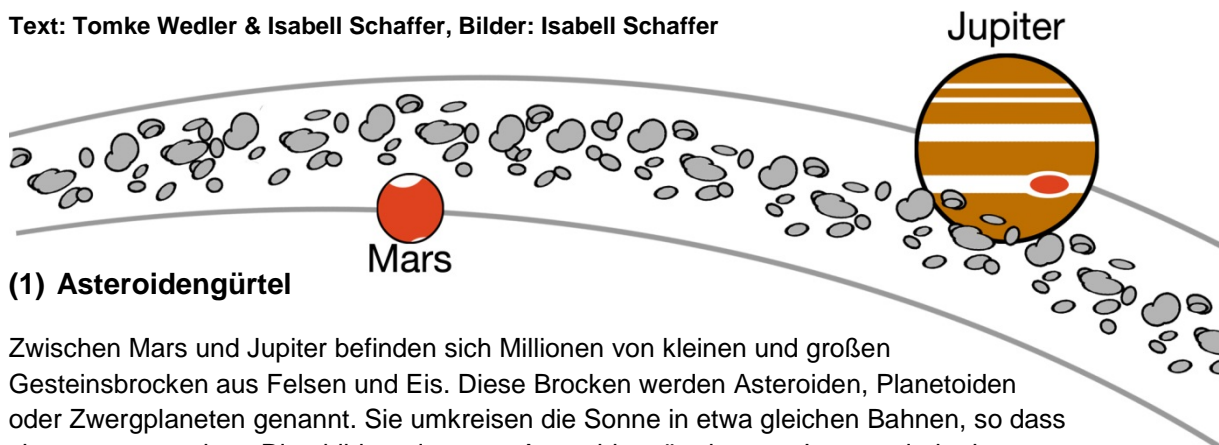 Text: Tomke Wedler & Isabell Schaffer, Bilder: Isabell Schaffer
Jupiter
Mars
(1) Asteroidengürtel
Zwischen Mars und Jupiter befinden sich Millionen von kleinen und großen
Gesteinsbrocken aus Felsen und Eis. Diese Brocken werden Asteroiden, Planetoiden
oder Zwergplaneten genannt. Sie umkreisen die Sonne in etwa gleichen Bahnen, so dass